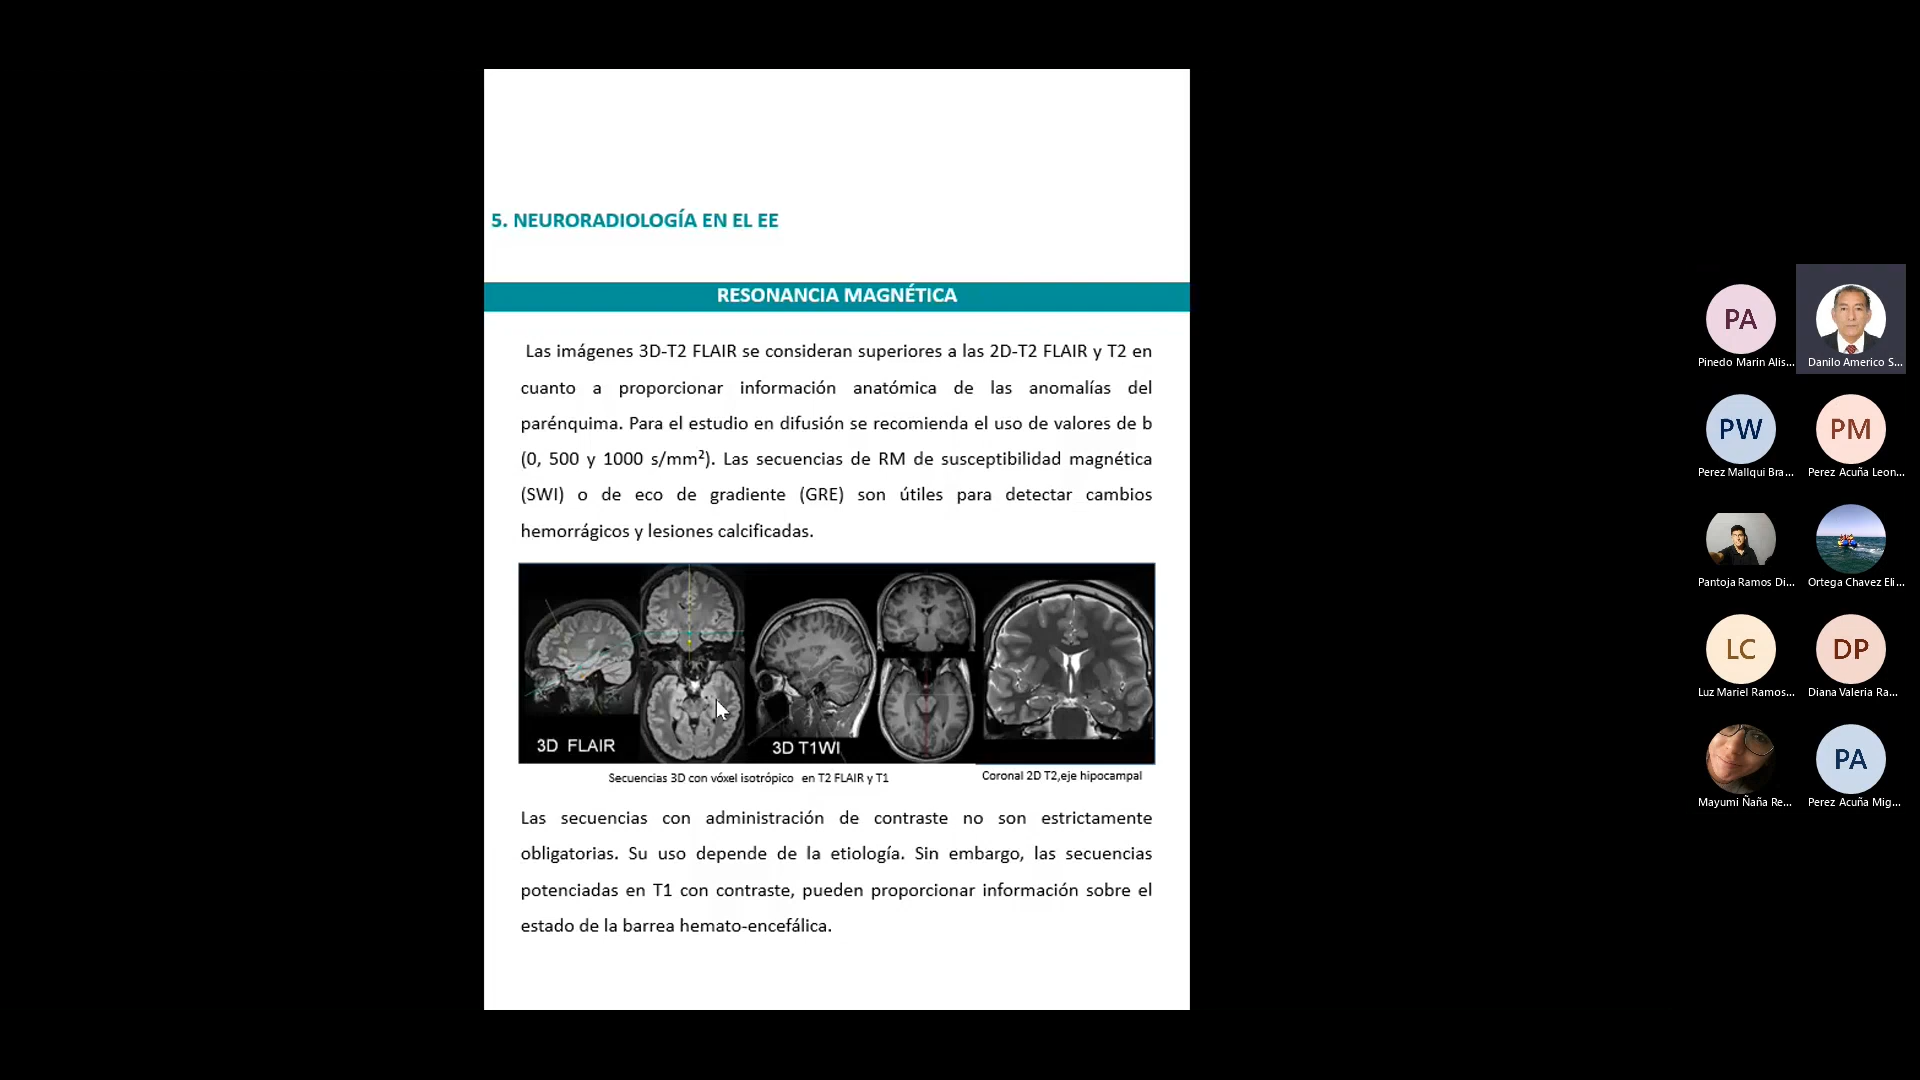 5. NEURORADIOLOGÍA EN EL EE
RESONANCIA MAGNÉTICA
Las imágenes 3D-T2 FLAIR se consideran superiores a las 2D-T2 FLAIR y T2 en
cuanto a proporcionar información anatómica de las anomalías del
parénquima. Para el estudio en difusión se recomienda el uso de valores de b
(0, 500 y 1000 s/mm²). Las secuencias de RM de susceptibilidad magnética
(SWI) o de eco de gradiente (GRE) son útiles para detectar cambios
hemorrágicos y lesiones calcificadas.
3D FLAIR
3D T1WI
Secuencias 3D con vóxel isotrópico en T2 FLAIR y T1
Coronal 2D T2,eje hipocampal
Las secuencias con administración de contraste no son estrictamente
obligatorias. Su uso depende de la etiología. Sin embargo, las secuencias
potenciadas en T1 con contraste, pueden proporcionar información sobre el
estado de la barrea hemato-encefálica.
PA
Pinedo Marin Alis...
Danilo Americo S...
PW
Perez Mallqui Bra...
PM
Perez Acuña Leon...
Pantoja Ramos Di...
Ortega Chavez Eli...
LC
Luz Mariel Ramos...
DP
Diana Valeria Ra...
Mayumi Ñaña Re...
PA
Perez Acuña Mig...